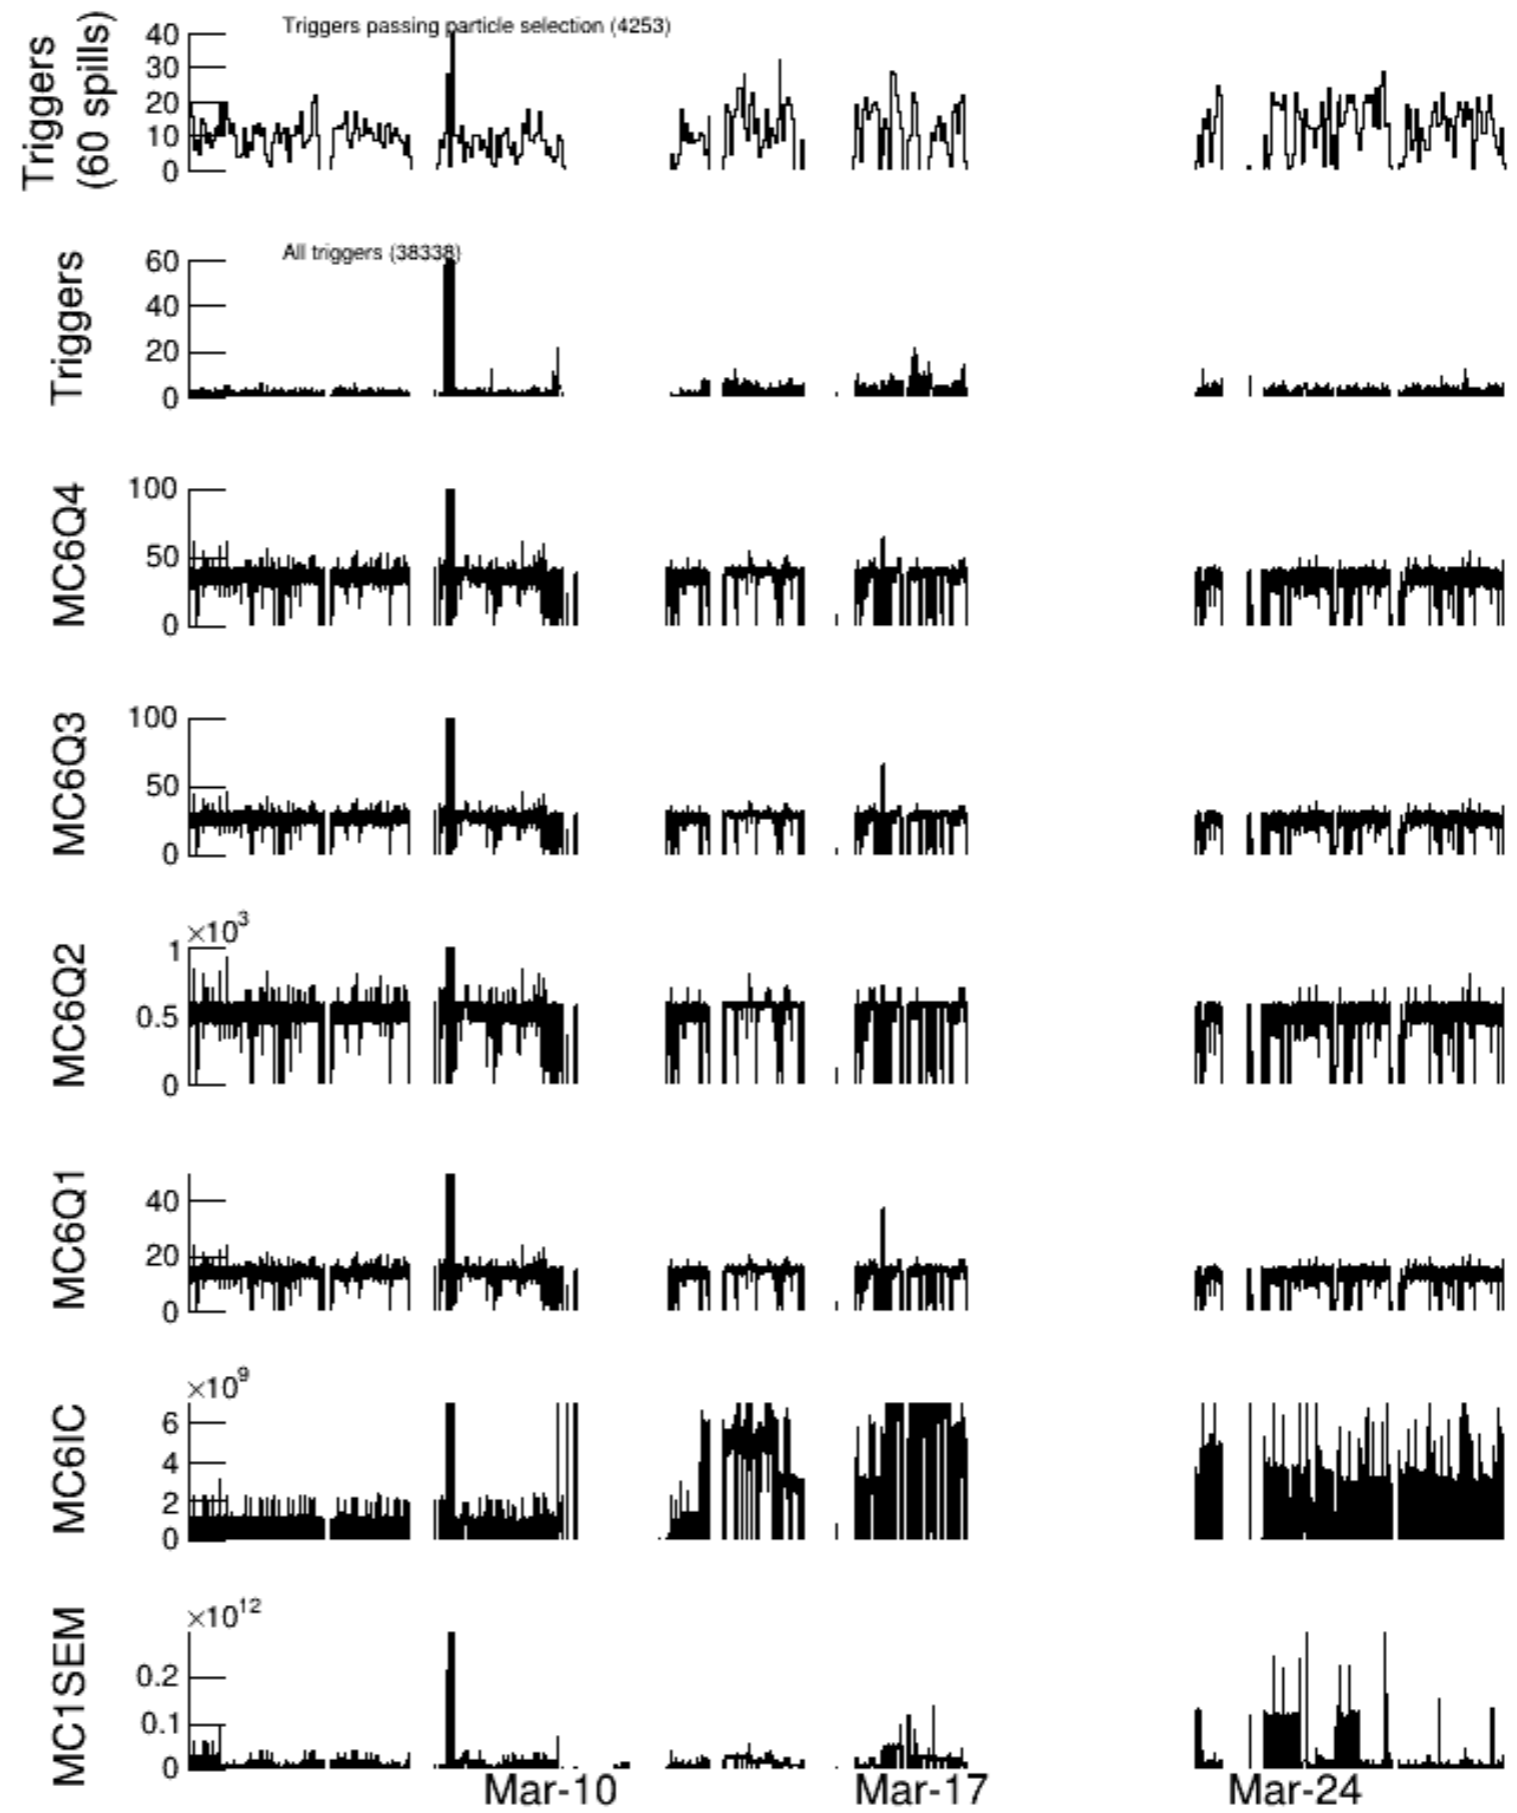 Triggers
(60 spills)
Triggers passing particle selection (4253)
40
30
20
10
0
Triggers
All triggers (38338)
60
40
20
0
MC6Q4
100
50
0
MC6Q3
100
50
0
MC6Q2
×10³
1
0.5
0
MC6Q1
40
20
0
MC6IC
×10⁹
6
4
2
0
MC1SEM
×10¹²
0.2
0.1
0
Mar-10 Mar-17 Mar-24